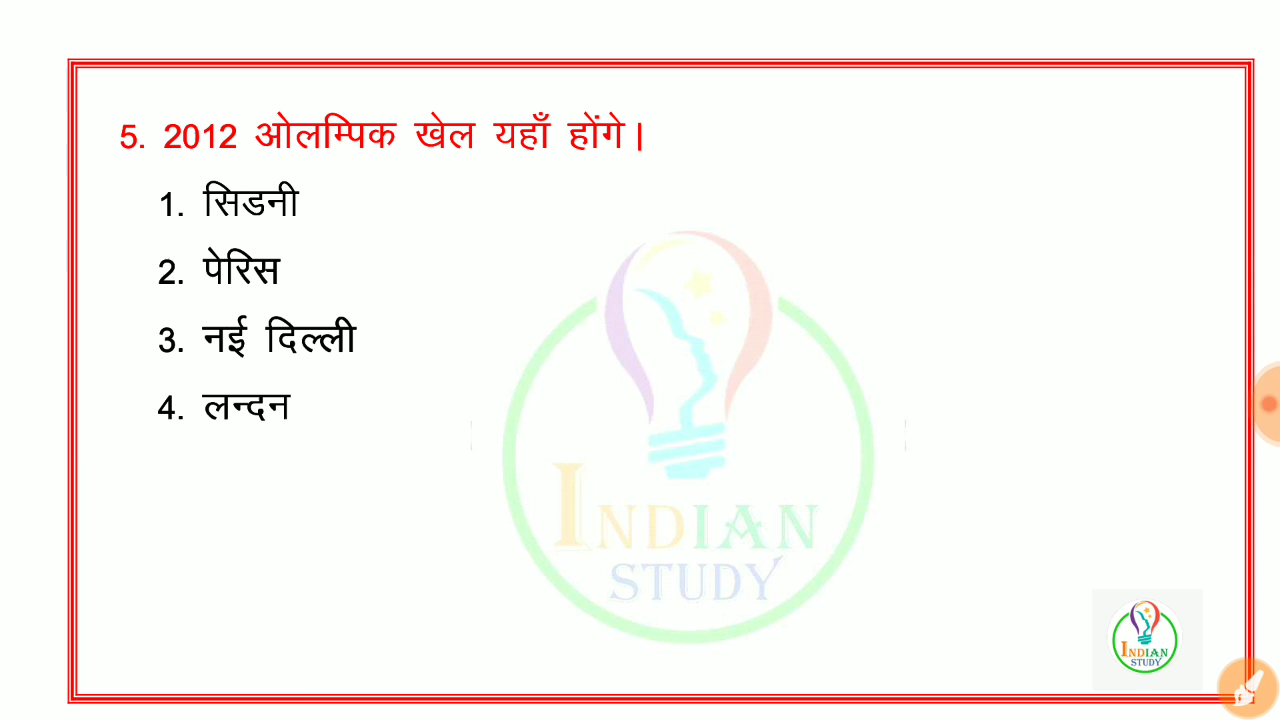 5. 2012 ओलम्पिक खेल यहाँ होंगे।
1. सिडनी
2. पेरिस
3. नई दिल्ली
4. लन्दन
INDIAN
STUDY
INDIAN
STUDY